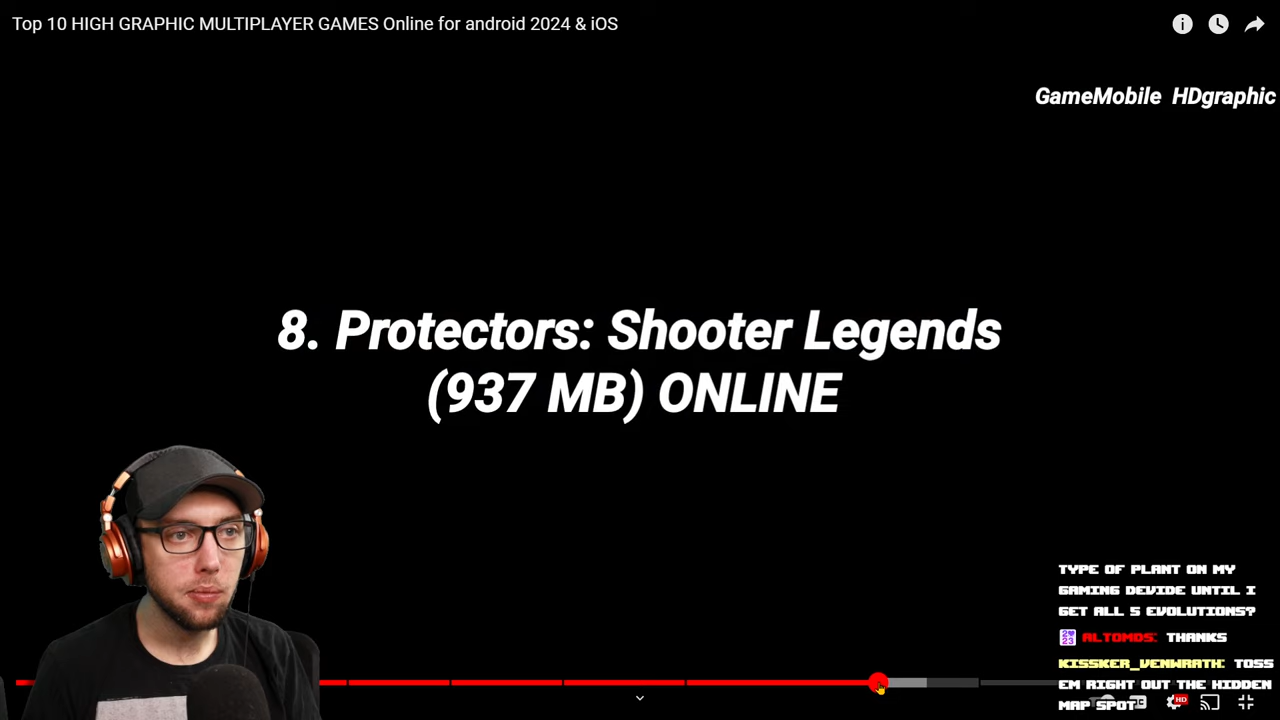 Top 10 HIGH GRAPHIC MULTIPLAYER GAMES Online for android 2024 & iOS
GameMobile HDgraphic
8. Protectors: Shooter Legends
(937 MB) ONLINE
TYPE OF PLANT ON MY
GAMING DEVIDE UNTIL I
GET ALL 5 EVOLUTIONS?
ALTOMDS: THANKS
KISSKER_VENWRATH: TOSS
EM RIGHT OUT THE HIDDEN
MAP SPOT
HD